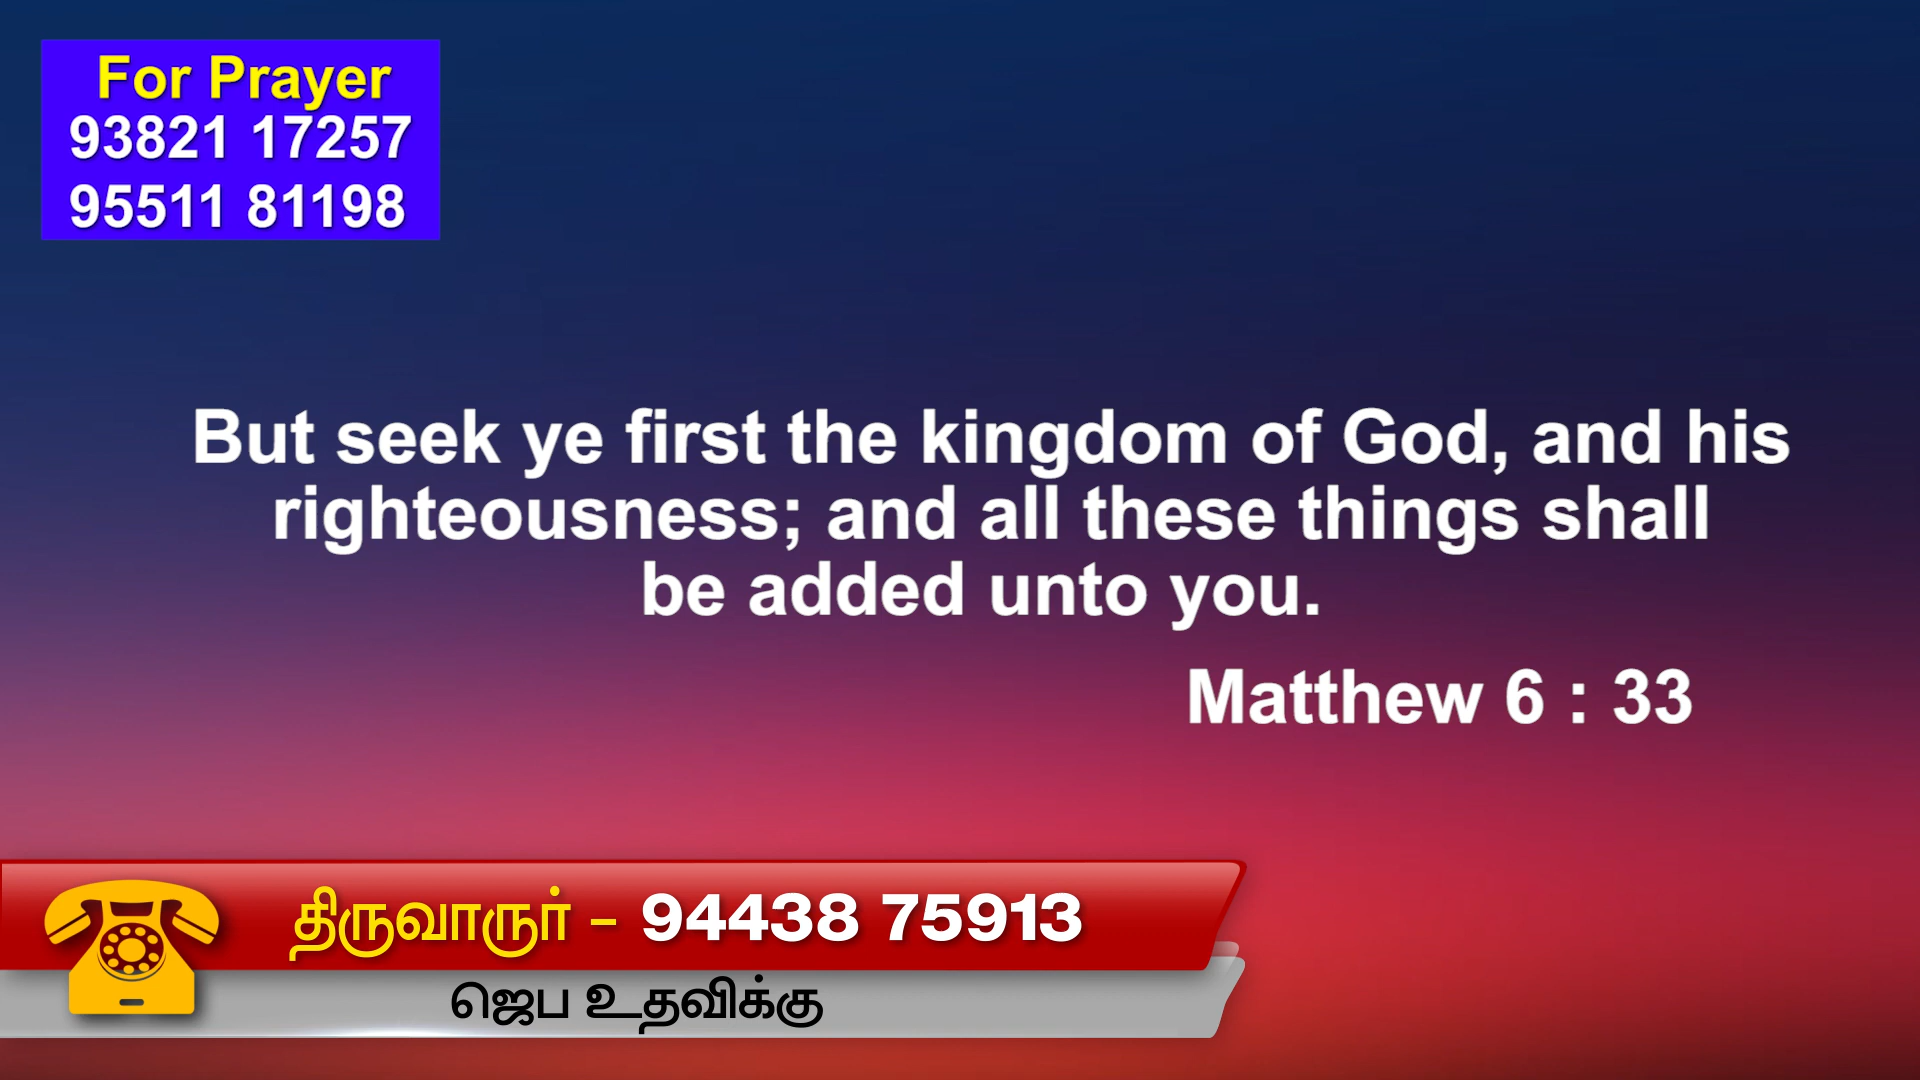 For Prayer
93821 17257
95511 81198
But seek ye first the kingdom of God, and his
righteousness; and all these things shall
be added unto you.
Matthew 6 : 33
திருவாரூர் - 94438 75913
ஜெப உதவிக்கு